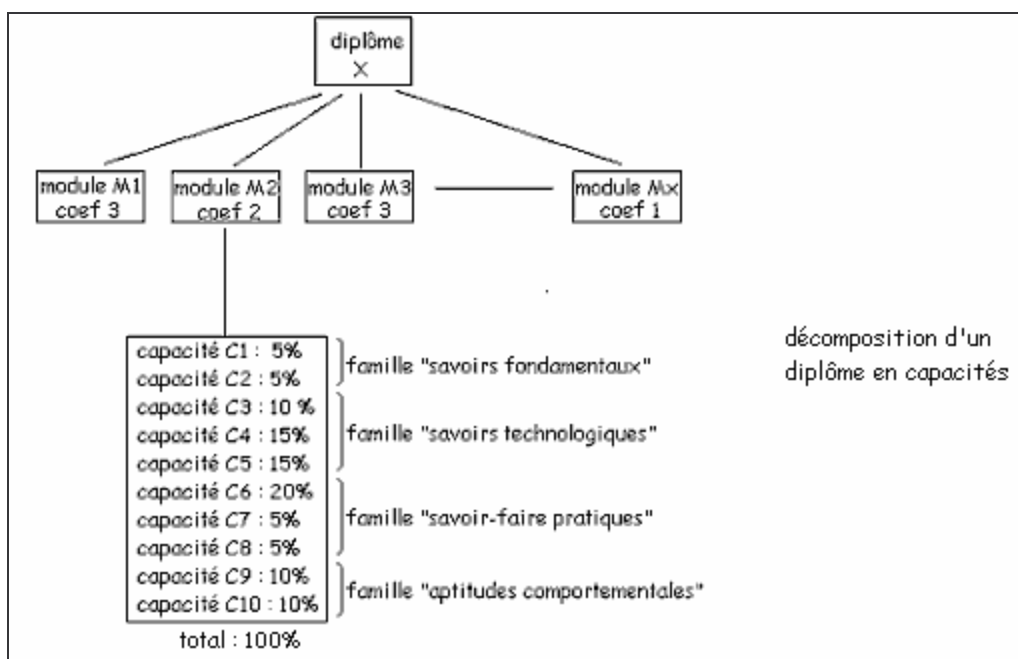 diplôme
X
module M1
coef 3
module M2
coef 2
module M3
coef 3
module Mx
coef 1
capacité C1 : 5%
capacité C2 : 5%
famille "savoirs fondamentaux"
capacité C3 : 10 %
capacité C4 : 15%
capacité C5 : 15%
famille "savoirs technologiques"
capacité C6 : 20%
capacité C7 : 5%
capacité C8 : 5%
famille "savoir-faire pratiques"
capacité C9 : 10%
capacité C10 : 10%
famille "aptitudes comportementales"
total : 100%
décomposition d'un
diplôme en capacités